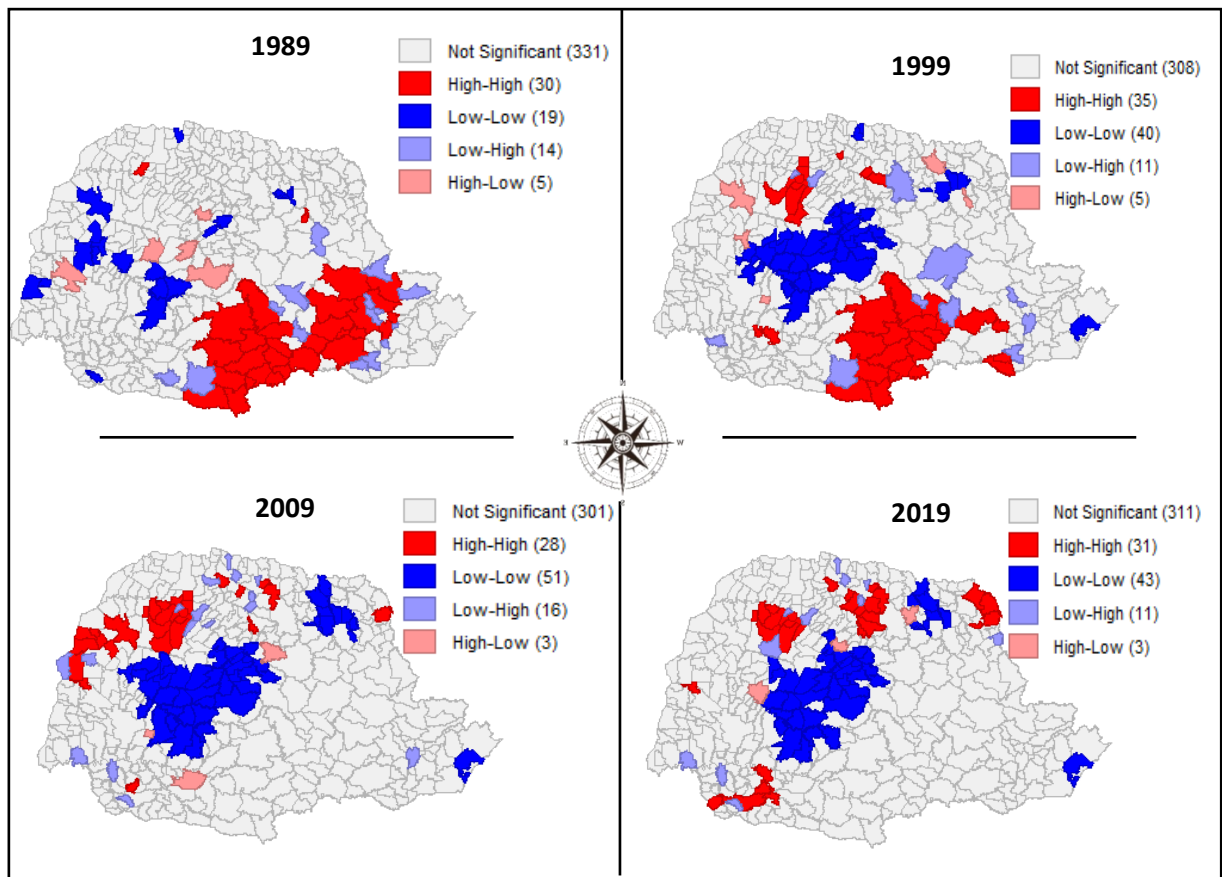 1989
Not Significant (331)
High-High (30)
Low-Low (19)
Low-High (14)
High-Low (5)
1999
Not Significant (308)
High-High (35)
Low-Low (40)
Low-High (11)
High-Low (5)
W
2009
Not Significant (301)
High-High (28)
Low-Low (51)
Low-High (16)
High-Low (3)
2019
Not Significant (311)
High-High (31)
Low-Low (43)
Low-High (11)
High-Low (3)